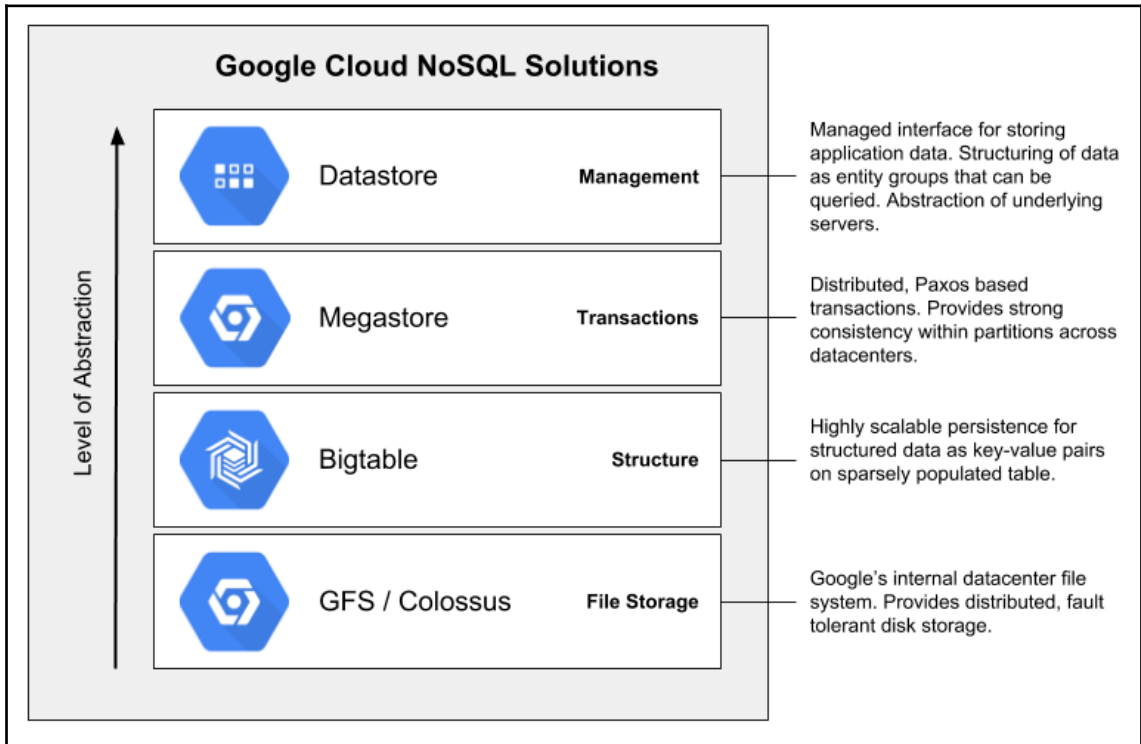 Google Cloud NoSQL Solutions
Level of Abstraction
Datastore
Management
Managed interface for storing
application data. Structuring of data
as entity groups that can be
queried. Abstraction of underlying
servers.
Megastore
Transactions
Distributed, Paxos based
transactions. Provides strong
consistency within partitions across
datacenters.
Bigtable
Structure
Highly scalable persistence for
structured data as key-value pairs
on sparsely populated table.
GFS / Colossus
File Storage
Google’s internal datacenter file
system. Provides distributed, fault
tolerant disk storage.